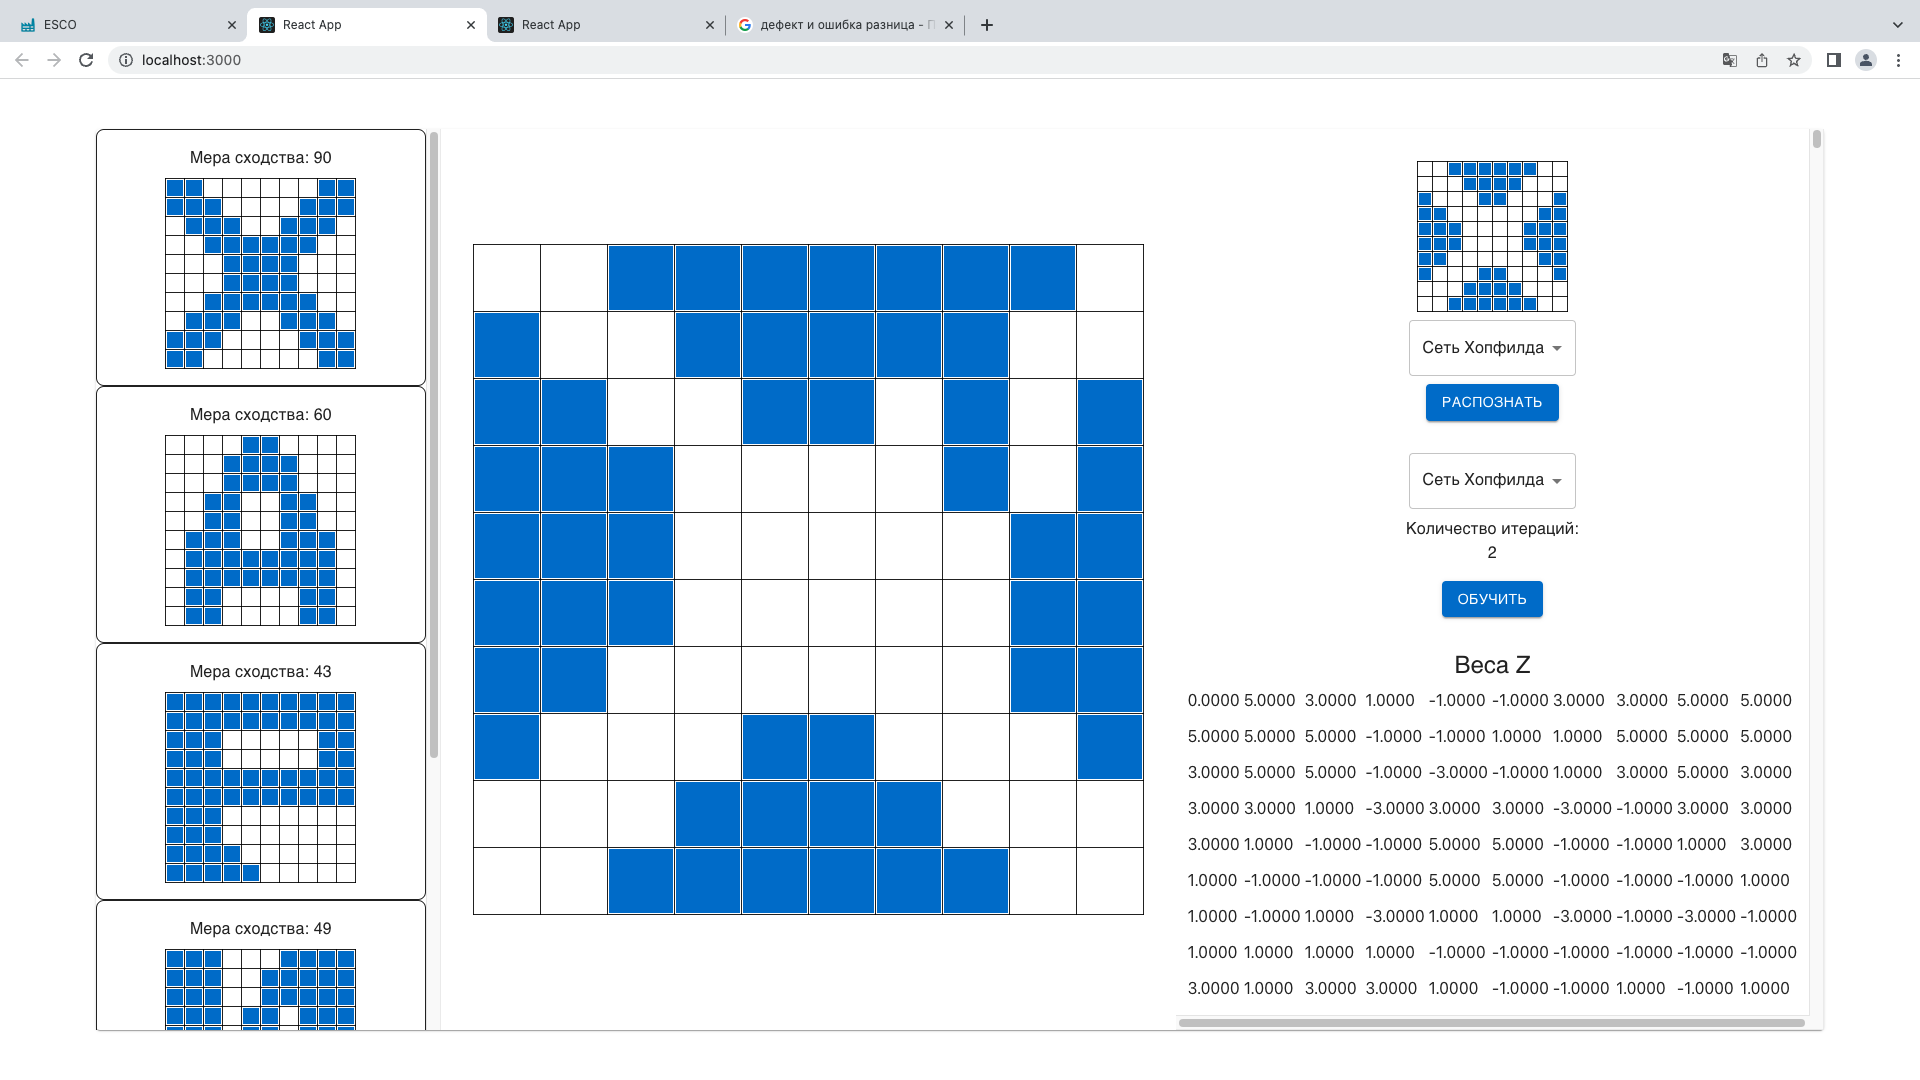 ESCO
React App
React App
дефект и ошибка разница - П
localhost:3000
Мера сходства: 90
Мера сходства: 60
Мера сходства: 43
Мера сходства: 49
Сеть Хопфилда
РАСПОЗНАТЬ
Сеть Хопфилда
Количество итераций:
2
ОБУЧИТЬ
Веса Z
0.0000 5.0000 3.0000 1.0000 -1.0000 -1.0000 3.0000 3.0000 5.0000 5.0000
5.0000 5.0000 5.0000 -1.0000 -1.0000 1.0000 1.0000 5.0000 5.0000 5.0000
3.0000 5.0000 5.0000 -1.0000 -3.0000 -1.0000 1.0000 3.0000 5.0000 3.0000
3.0000 3.0000 1.0000 -3.0000 3.0000 3.0000 -3.0000 -1.0000 3.0000 3.0000
3.0000 1.0000 -1.0000 -1.0000 5.0000 5.0000 -1.0000 -1.0000 1.0000 3.0000
1.0000 -1.0000 -1.0000 -1.0000 5.0000 5.0000 -1.0000 -1.0000 -1.0000 1.0000
1.0000 -1.0000 1.0000 -3.0000 1.0000 1.0000 -3.0000 -1.0000 -3.0000 -1.0000
1.0000 1.0000 1.0000 1.0000 -1.0000 -1.0000 -1.0000 -1.0000 -1.0000 -1.0000
3.0000 1.0000 3.0000 3.0000 1.0000 -1.0000 -1.0000 1.0000 -1.0000 1.0000